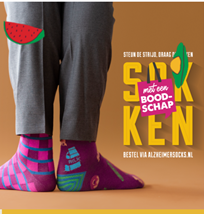 STEUN DE STRIJD, DRAAG
SOK
met een
BOOD-
SCHAP
KEN
BESTEL VIA ALZHEIMERSOCKS.NL